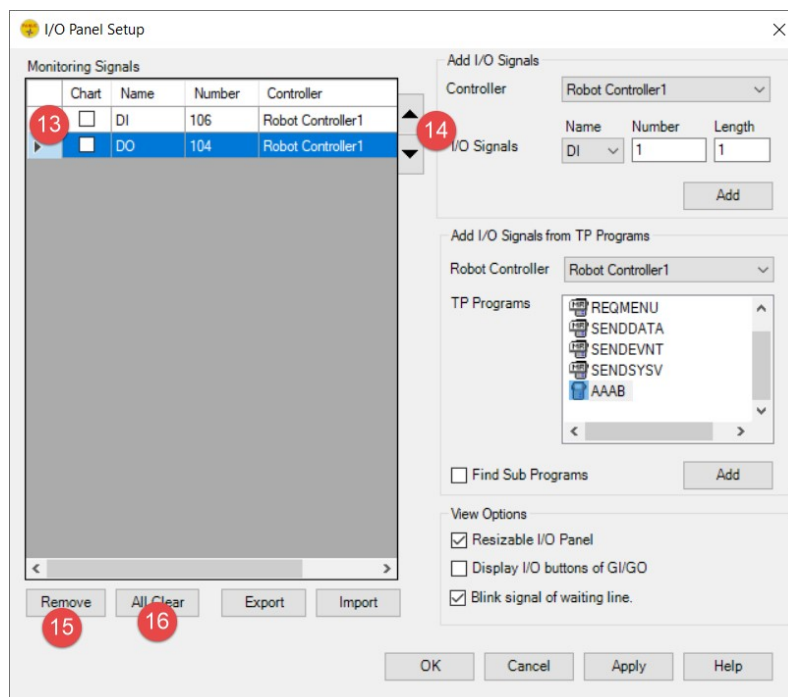 I/O Panel Setup
Monitoring Signals
Chart Name Number Controller
13 DI 106 Robot Controller1
DO 104 Robot Controller1
14
Remove All Clear Export Import
15 16
Add I/O Signals
Controller Robot Controller1
Name Number Length
I/O Signals DI 1 1
Add
Add I/O Signals from TP Programs
Robot Controller Robot Controller1
TP Programs
REQMENU
SENDDATA
SENDEVNT
SENDSYSV
AAAB
Find Sub Programs Add
View Options
Resizable I/O Panel
Display I/O buttons of GI/GO
Blink signal of waiting line.
OK Cancel Apply Help